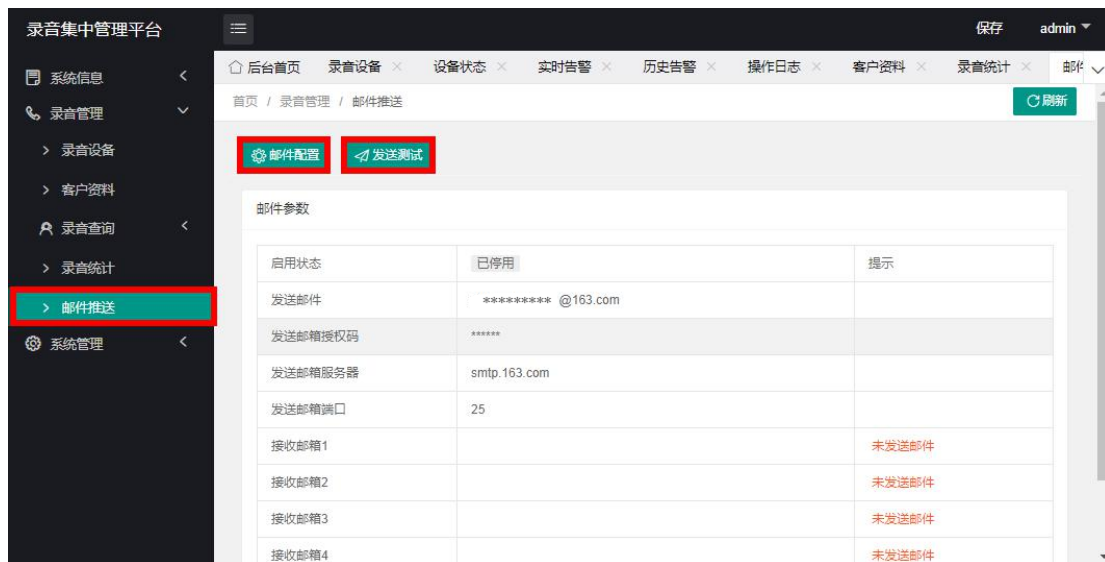 录音集中管理平台
保存 admin
系统信息
录音管理
录音设备
客户资料
录音查询
录音统计
邮件推送
系统管理
后台首页 录音设备 设备状态 实时告警 历史告警 操作日志 客户资料 录音统计
首页 / 录音管理 / 邮件推送 刷新
邮件配置 发送测试
邮件参数
启用状态 已停用 提示
发送邮件 ********** @163.com
发送邮箱授权码 ******
发送邮箱服务器 smtp.163.com
发送邮箱端口 25
接收邮箱1 未发送邮件
接收邮箱2 未发送邮件
接收邮箱3 未发送邮件
接收邮箱4 未发送邮件